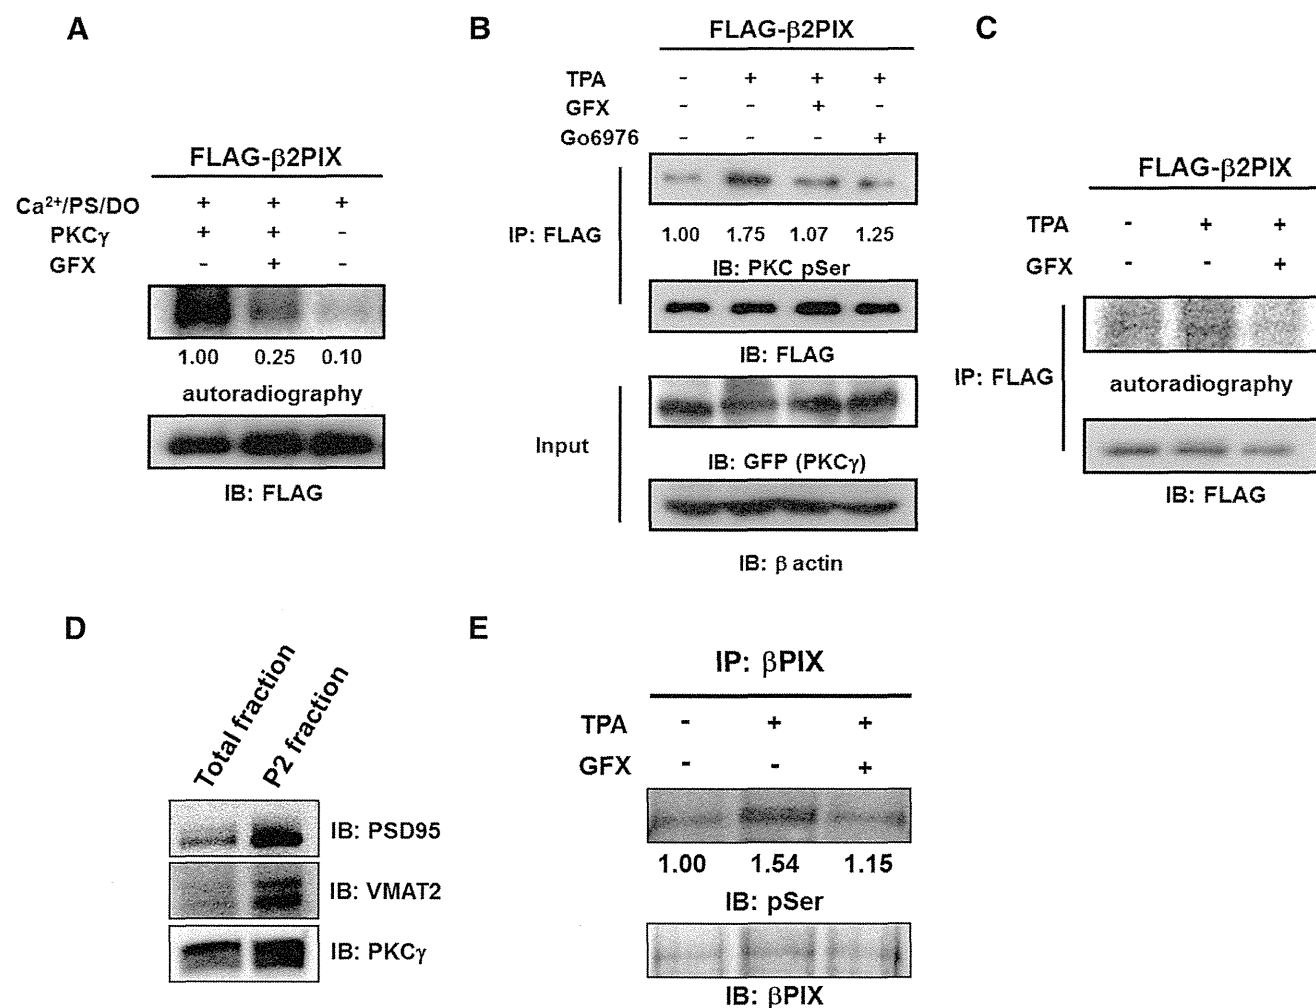 A
FLAG-β2PIX
Ca²⁺/PS/DO + + +
PKCγ + + -
GFX - + -
1.00 0.25 0.10
autoradiography
IB: FLAG
B
FLAG-β2PIX
TPA - + + +
GFX - - + -
Go6976 - - - +
IP: FLAG
1.00 1.75 1.07 1.25
IB: PKC pSer
IB: FLAG
Input
IB: GFP (PKCγ)
IB: β actin
C
FLAG-β2PIX
TPA - + +
GFX - - +
IP: FLAG
autoradiography
IB: FLAG
D
Total fraction
P2 fraction
IB: PSD95
IB: VMAT2
IB: PKCγ
E
IP: βPIX
TPA - + +
GFX - - +
1.00 1.54 1.15
IB: pSer
IB: βPIX